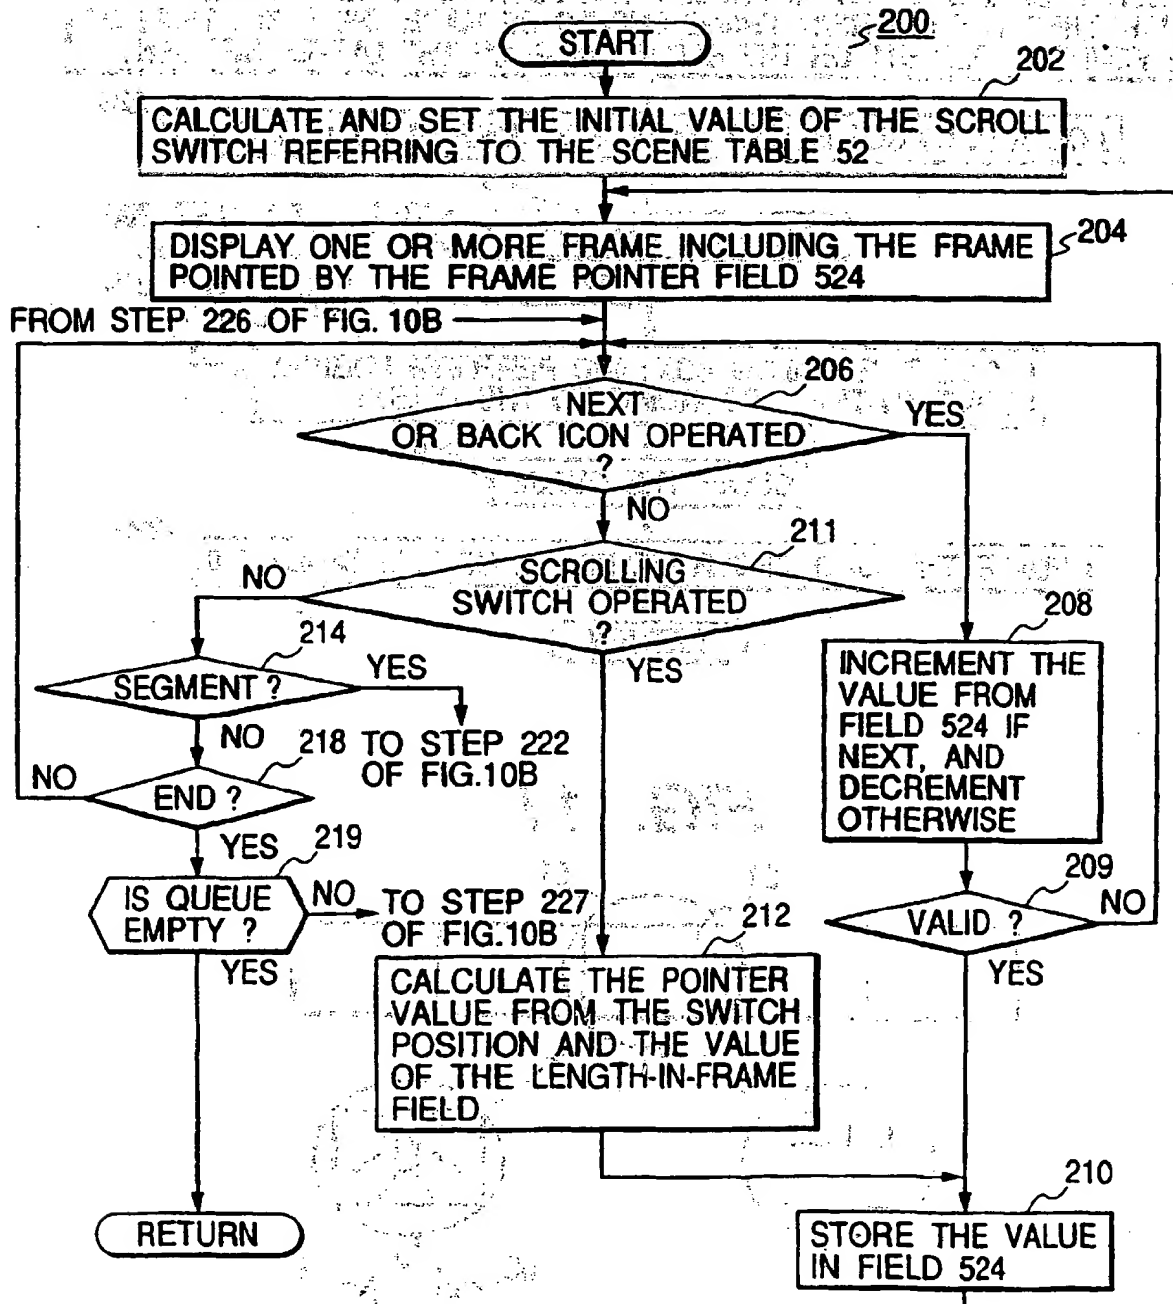 START
200
202
CALCULATE AND SET THE INITIAL VALUE OF THE SCROLL
SWITCH REFERRING TO THE SCENE TABLE 52
204
DISPLAY ONE OR MORE FRAME INCLUDING THE FRAME
POINTED BY THE FRAME POINTER FIELD 524
FROM STEP 226 OF FIG. 10B
206
NEXT
OR BACK ICON OPERATED
?
YES
NO
211
SCROLLING
SWITCH OPERATED
?
NO
YES
214
SEGMENT ?
YES
TO STEP 222
OF FIG.10B
NO
218
END ?
NO
YES
219
IS QUEUE
EMPTY ?
NO
TO STEP 227
OF FIG.10B
YES
RETURN
208
INCREMENT THE
VALUE FROM
FIELD 524 IF
NEXT, AND
DECREMENT
OTHERWISE
209
VALID ?
NO
YES
212
CALCULATE THE POINTER
VALUE FROM THE SWITCH
POSITION AND THE VALUE
OF THE LENGTH-IN-FRAME
FIELD
210
STORE THE VALUE
IN FIELD 524